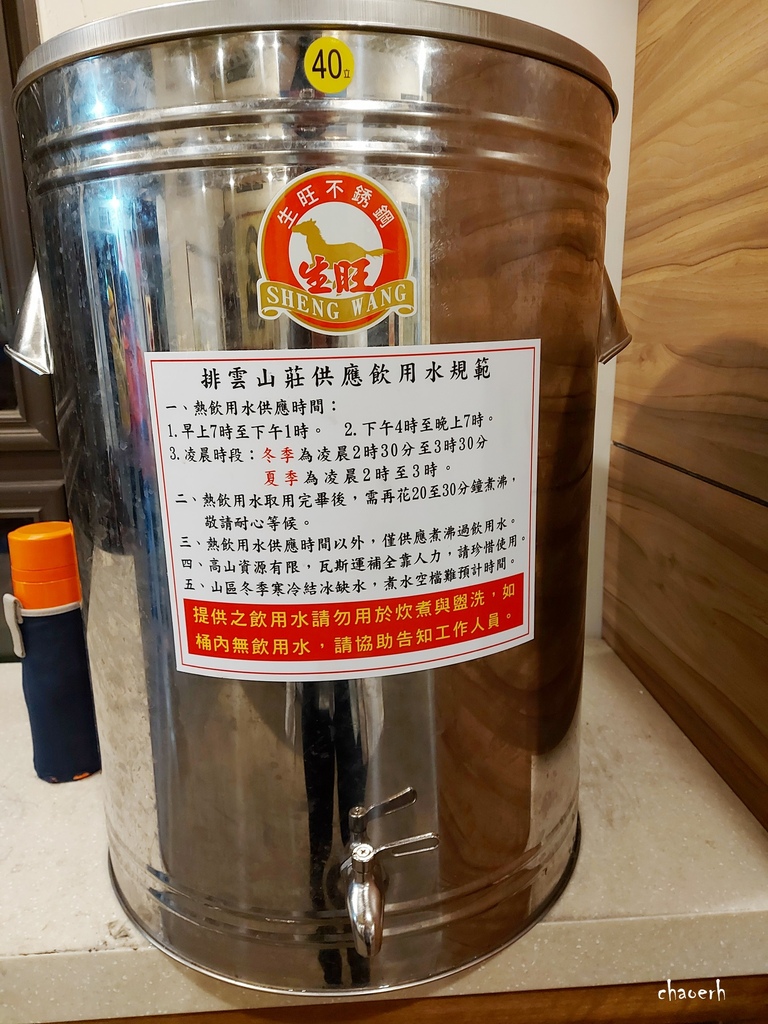 40立
生旺不銹鋼
生旺
SHENG WANG
排雲山莊供應飲用水規範
一、熱飲用水供應時間：
1.早上7時至下午1時。 2.下午4時至晚上7時。
3.凌晨時段：冬季為凌晨2時30分至3時30分
夏季為凌晨2時至3時。
二、熱飲用水取用完畢後，需再花20至30分鐘煮沸，
敬請耐心等候。
三、熱飲用水供應時間以外，僅供應煮沸過飲用水。
四、高山資源有限，瓦斯運補全靠人力，請珍惜使用。
五、山區冬季寒冷結冰缺水，煮水空檔難預計時間。
提供之飲用水請勿用於炊煮與盥洗，如
桶內無飲用水，請協助告知工作人員。
chaoerh